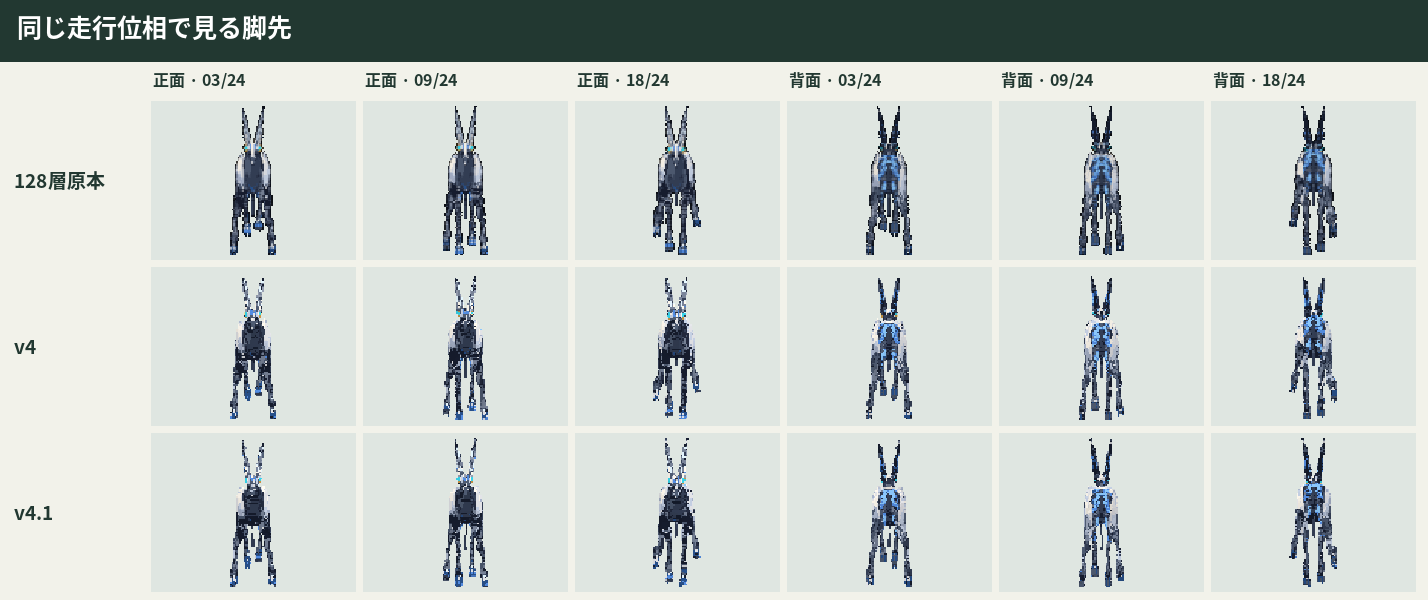 同じ走行位相で見る脚先
正面・03/24
正面・09/24
正面・18/24
背面・03/24
背面・09/24
背面・18/24
128層原本
v4
v4.1